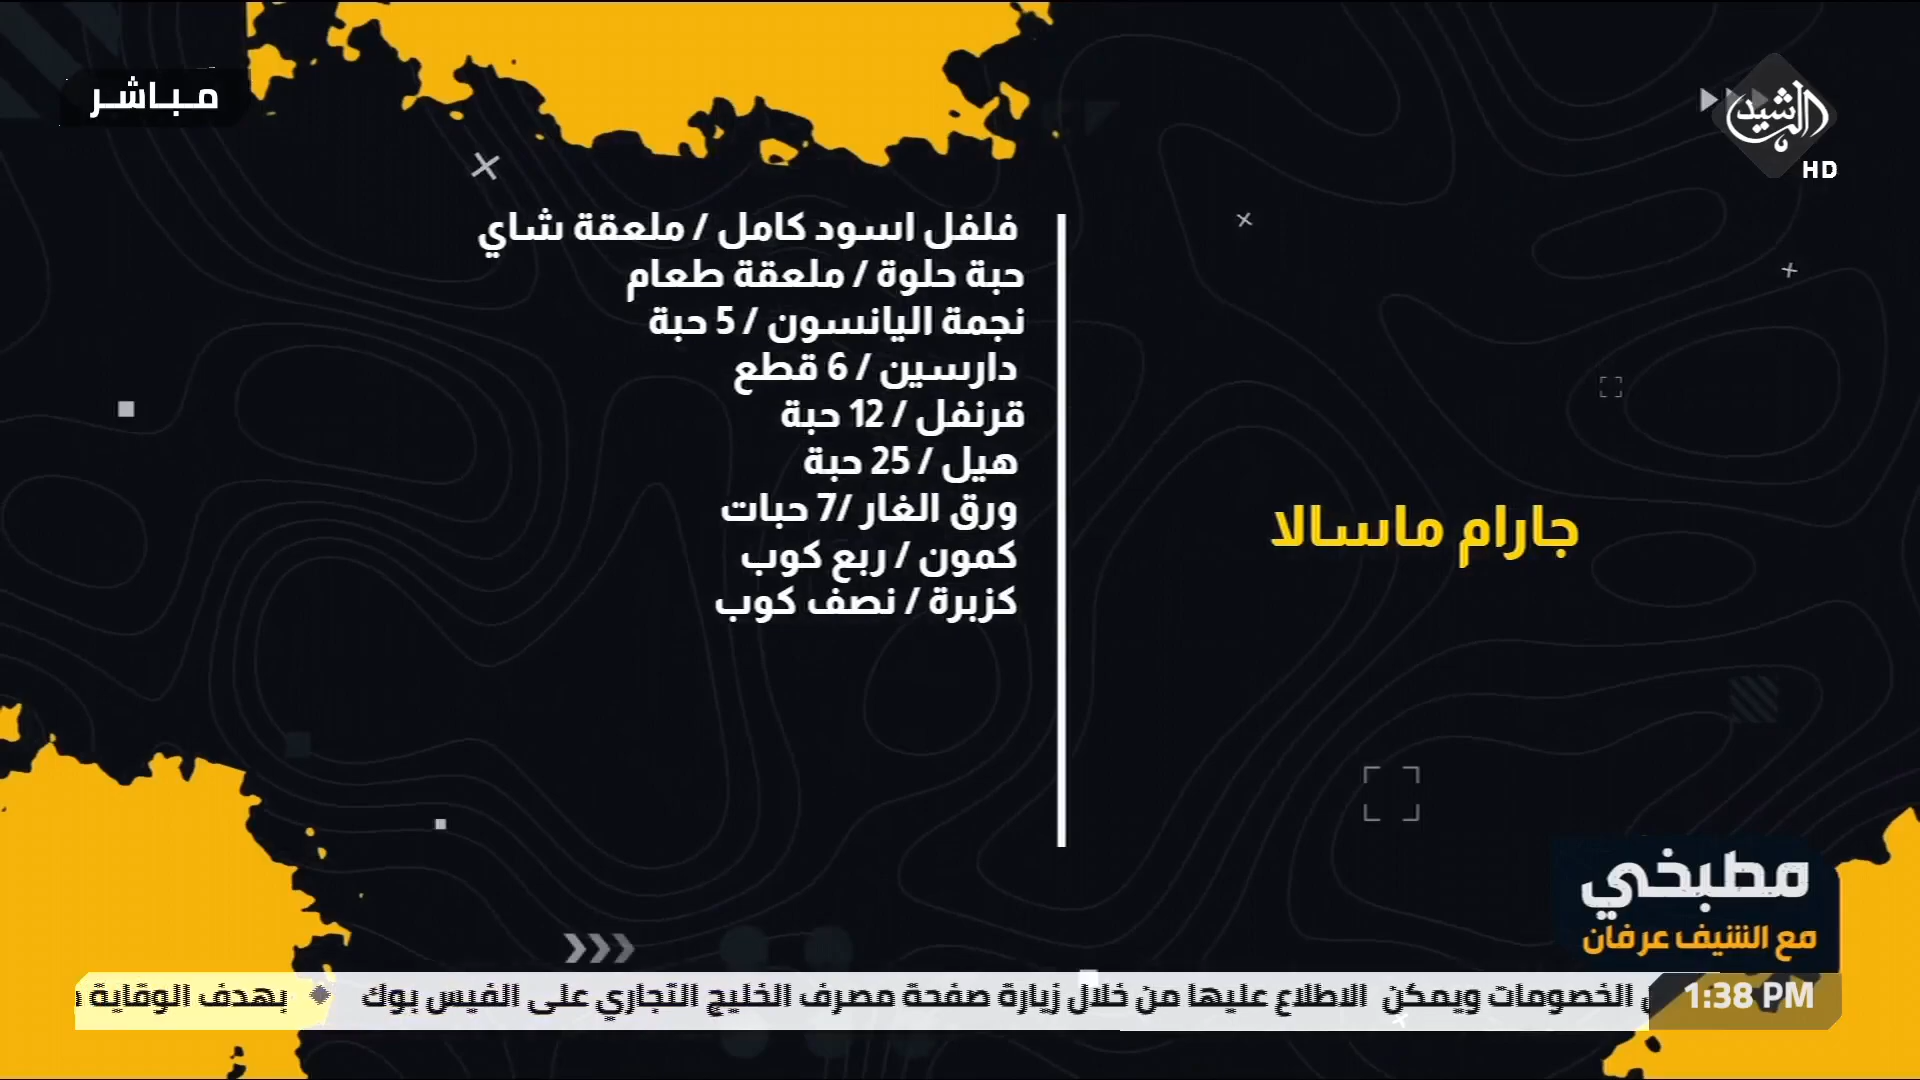 مباشر
الرشيد
HD
فلفل اسود كامل / ملعقة شاي
حبة حلوة / ملعقة طعام
نجمة اليانسون / 5 حبة
دارسين / 6 قطع
قرنفل / 12 حبة
هيل / 25 حبة
ورق الغار /7 حبات
كمون / ربع كوب
كزبرة / نصف كوب
جارام ماسالا
مطبخي
مع الشيف عرفان
1:38 PM
الخصومات ويمكن الاطلاع عليها من خلال زيارة صفحة مصرف الخليج التجاري على الفيس بوك ◆ بهدف الوقاية